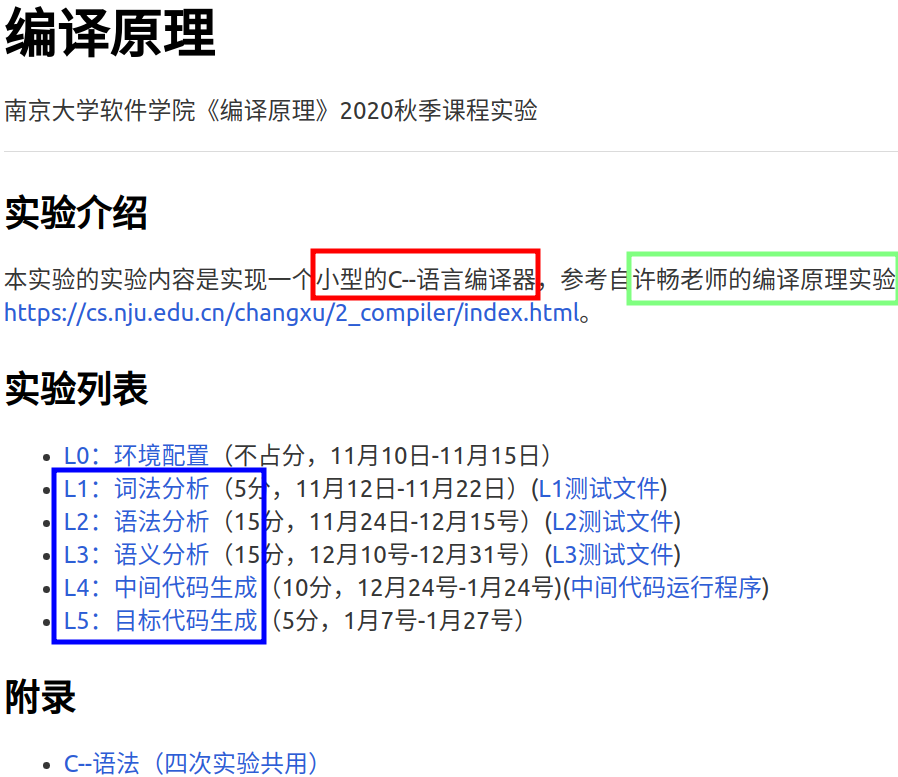 编译原理
南京大学软件学院《编译原理》2020秋季课程实验
实验介绍
本实验的实验内容是实现一个小型的C--语言编译器，参考自许畅老师的编译原理实验
https://cs.nju.edu.cn/changxu/2_compiler/index.html。
实验列表
• L0：环境配置（不占分，11月10日-11月15日）
• L1：词法分析（5分，11月12日-11月22日）(L1测试文件)
• L2：语法分析（15分，11月24日-12月15号）(L2测试文件)
• L3：语义分析（15分，12月10号-12月31号）(L3测试文件)
• L4：中间代码生成（10分，12月24号-1月24号)(中间代码运行程序)
• L5：目标代码生成（5分，1月7号-1月27号）
附录
• C--语法（四次实验共用）